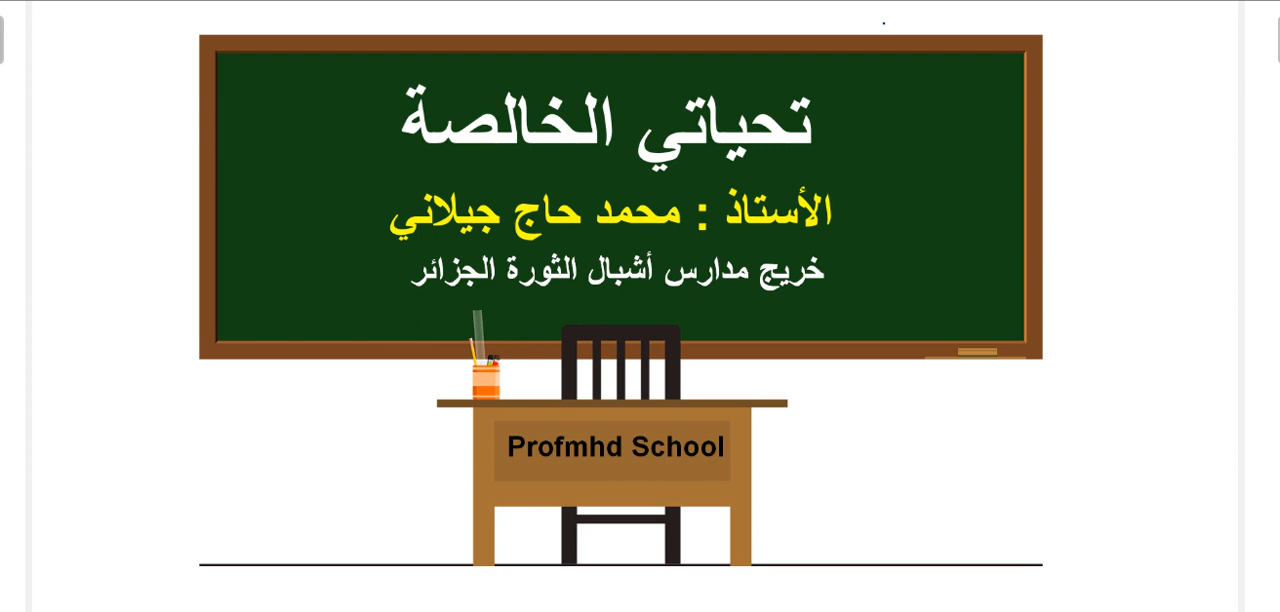 تحياتي الخالصة
الأستاذ : محمد حاج جيلاني
خريج مدارس أشبال الثورة الجزائر
Profmhd School